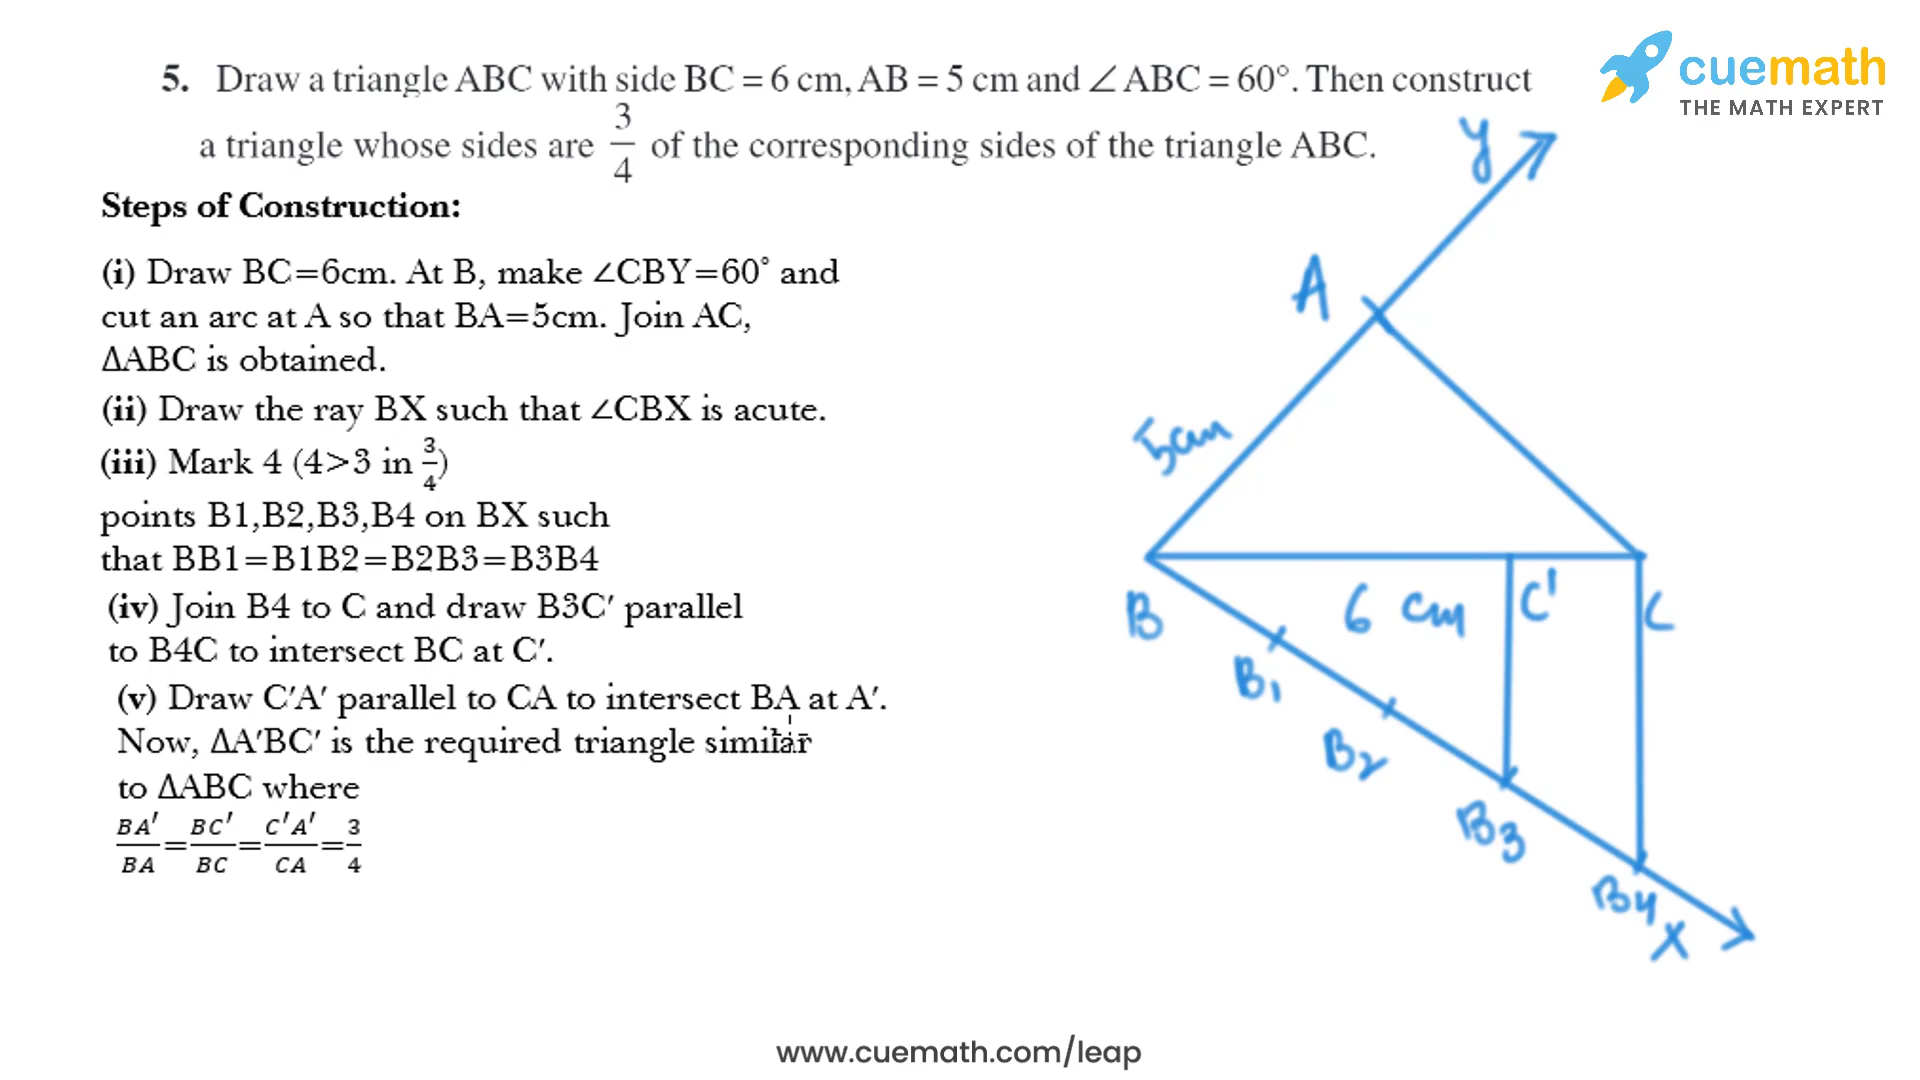 5. Draw a triangle ABC with side BC = 6 cm, AB = 5 cm and ∠ ABC = 60°. Then construct
a triangle whose sides are 3/4 of the corresponding sides of the triangle ABC.
cuemath
THE MATH EXPERT
Steps of Construction:
(i) Draw BC=6cm. At B, make ∠CBY=60° and
cut an arc at A so that BA=5cm. Join AC,
ΔABC is obtained.
(ii) Draw the ray BX such that ∠CBX is acute.
(iii) Mark 4 (4>3 in 3/4)
points B1,B2,B3,B4 on BX such
that BB1=B1B2=B2B3=B3B4
(iv) Join B4 to C and draw B3C′ parallel
to B4C to intersect BC at C′.
(v) Draw C′A′ parallel to CA to intersect BA at A′.
Now, ΔA′BC′ is the required triangle similar
to ΔABC where
BA′/BA=BC′/BC=C′A′/CA=3/4
y
A
5cm
B
6 cm
C'
C
B1
B2
B3
B4
X
www.cuemath.com/leap